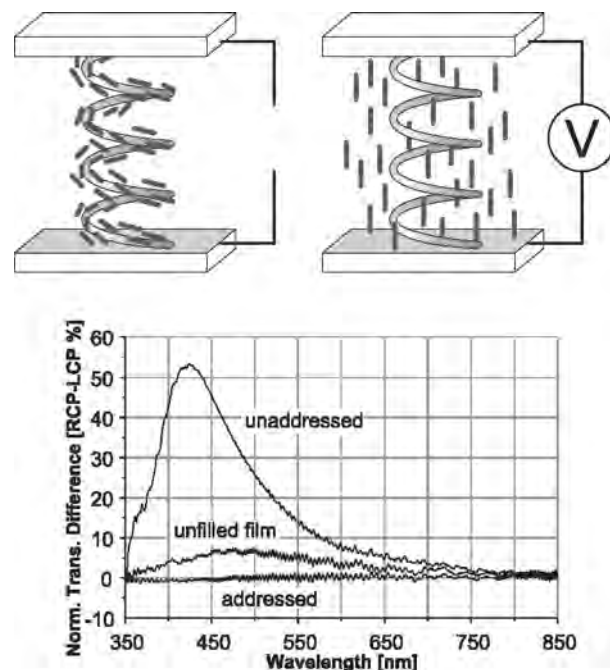 V
60
50
40
30
20
10
0
-10
350 450 550 650 750 850
Norm. Trans. Difference [RCP-LCP %]
unaddressed
unfilled film
addressed
Wavelength [nm]